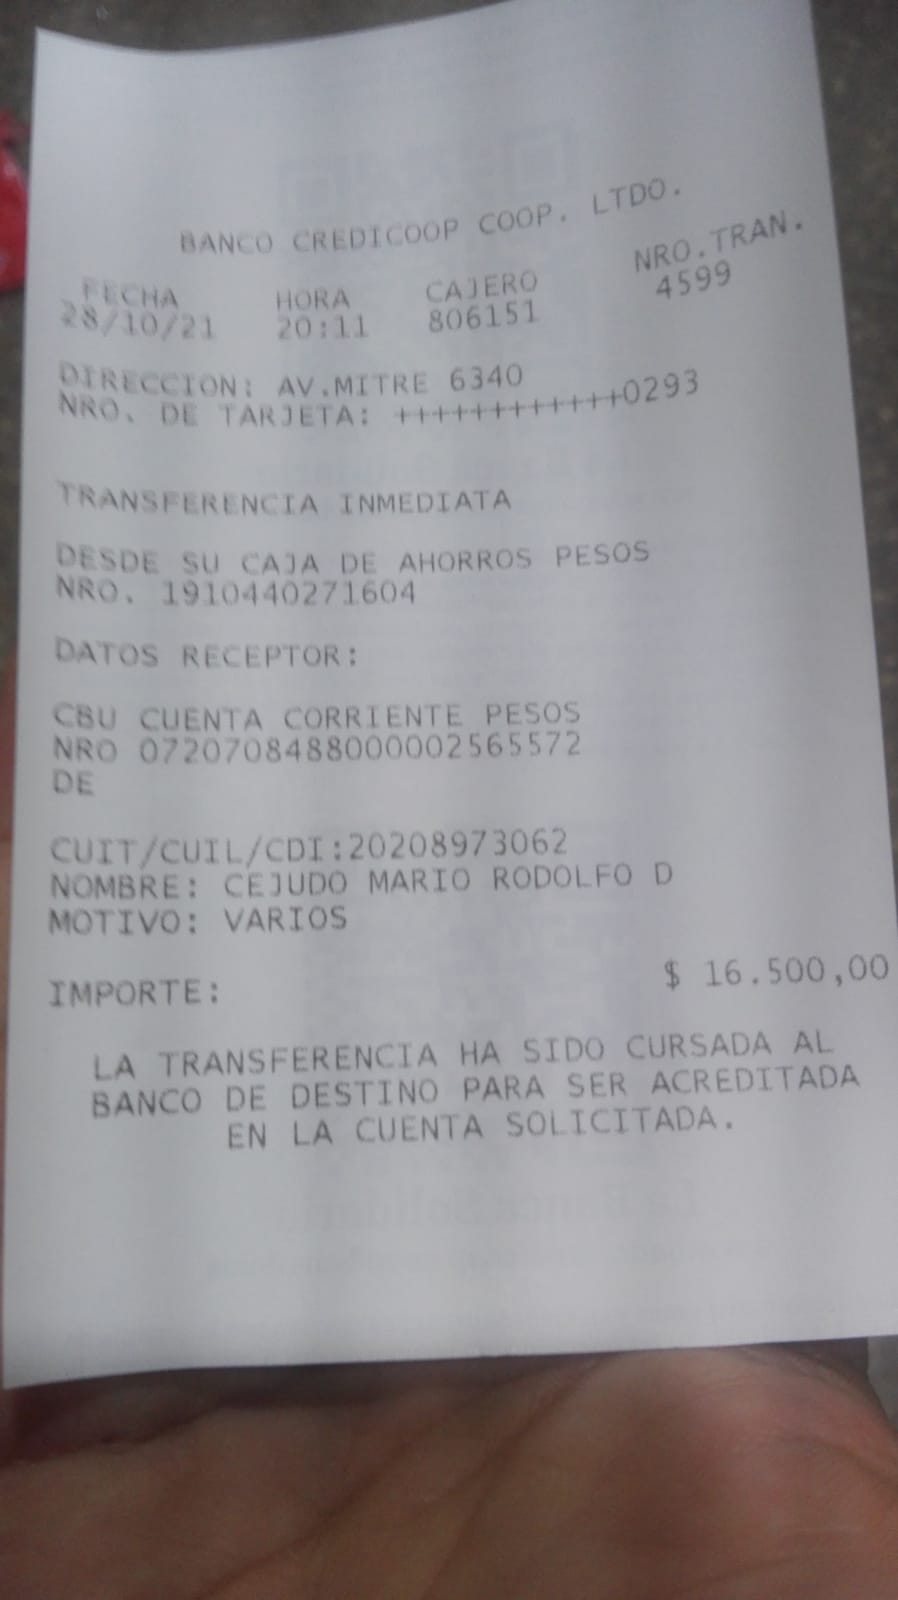 BANCO CREDICOOP COOP. LTDO.
FECHA HORA CAJERO NRO.TRAN.
28/10/21 20:11 806151 4599
DIRECCION: AV.MITRE 6340
NRO. DE TARJETA: ++++++++++++0293
TRANSFERENCIA INMEDIATA
DESDE SU CAJA DE AHORROS PESOS
NRO. 1910440271604
DATOS RECEPTOR:
CBU CUENTA CORRIENTE PESOS
NRO 0720708488000002565572
DE
CUIT/CUIL/CDI:20208973062
NOMBRE: CEJUDO MARIO RODOLFO D
MOTIVO: VARIOS
IMPORTE: $ 16.500,00
LA TRANSFERENCIA HA SIDO CURSADA AL
BANCO DE DESTINO PARA SER ACREDITADA
EN LA CUENTA SOLICITADA.